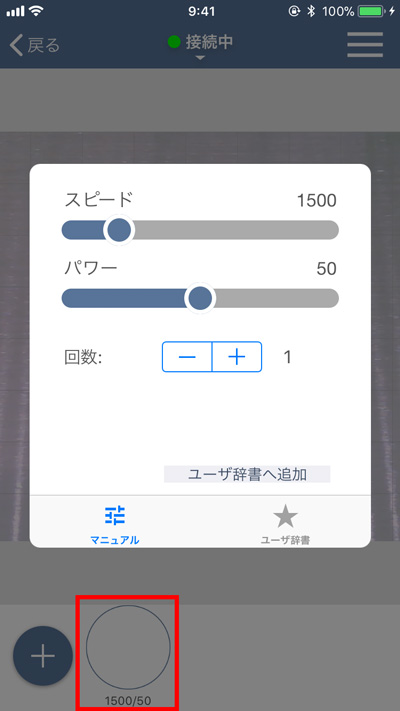 9:41
100%
戻る
接続中
スピード 1500
パワー 50
回数: 1
ユーザ辞書へ追加
マニュアル
ユーザ辞書
1500/50